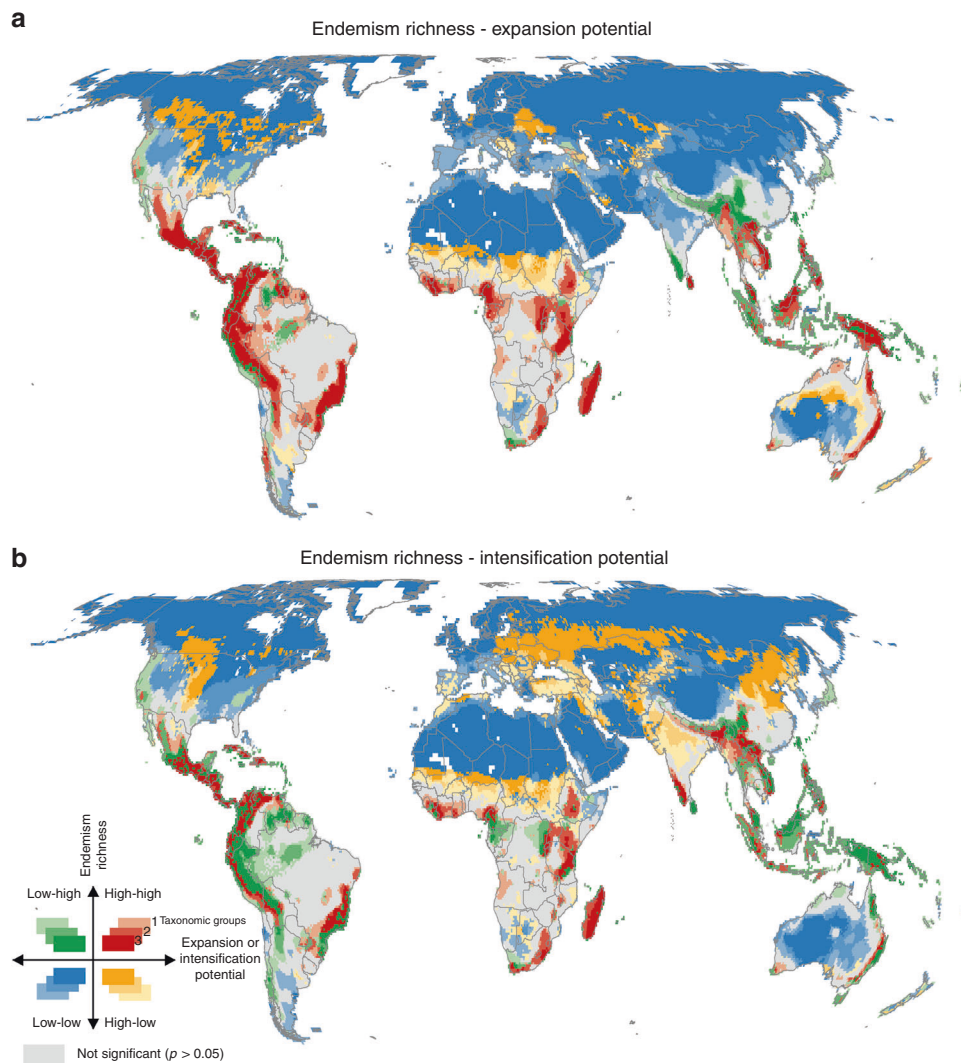 a
Endemism richness - expansion potential
b
Endemism richness - intensification potential
Endemism
richness
Low-high
High-high
1 Taxonomic groups
2
3
Expansion or
intensification
potential
Low-low
High-low
Not significant (p > 0.05)